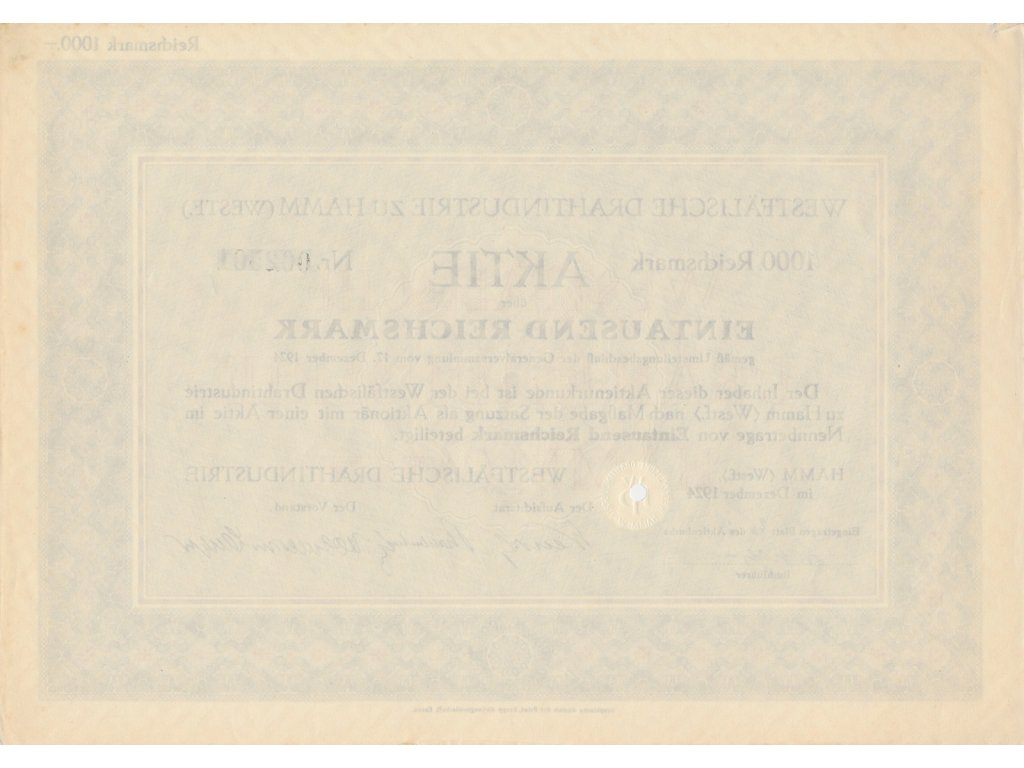 Reichsmark 1000.—
WESTFÄLISCHE DRAHTINDUSTRIE ZU HAMM (WESTF.)
1000 Reichsmark AKTIE Nr.
über
EINTAUSEND REICHSMARK
gemäß Umstellungsbeschluß der Generalversammlung vom 17. Dezember 1924
Der Inhaber dieser Aktienurkunde ist bei der Westfälischen Drahtindustrie
zu Hamm (Westf.) nach Maßgabe der Satzung als Aktionär mit einer Aktie im
Nennbetrage von Eintausend Reichsmark beteiligt.
HAMM (Westf.) WESTFÄLISCHE DRAHTINDUSTRIE
im Dezember 1924
Der Aufsichtsrat Der Vorstand
Eingetragen Blatt des Aktienbuchs
Buchführer